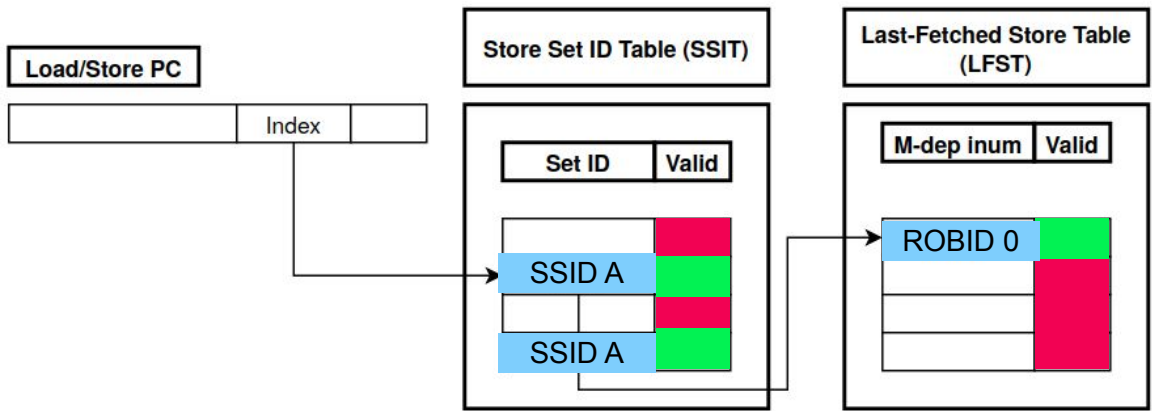 Load/Store PC
Index
Store Set ID Table (SSIT)
Set ID Valid
SSID A
SSID A
Last-Fetched Store Table
(LFST)
M-dep inum Valid
ROBID 0